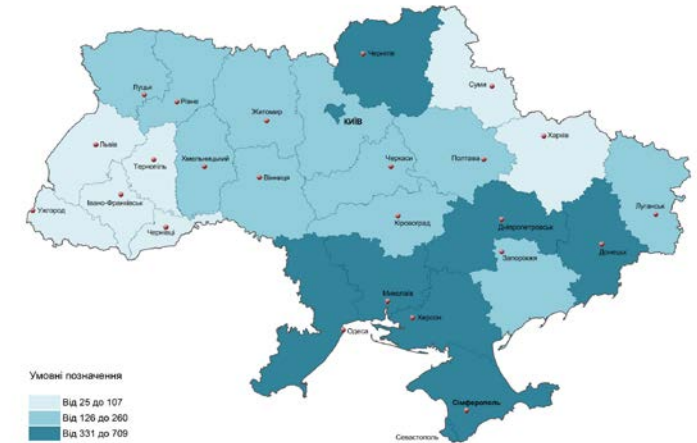 Чернігів
Суми
Луцьк
Рівне
Житомир
КИЇВ
Харків
Львів
Тернопіль
Хмельницький
Черкаси
Полтава
Вінниця
Луганськ
Івано-Франківськ
Ужгород
Кіровоград
Дніпропетровськ
Чернівці
Донецьк
Запоріжжя
Миколаїв
Херсон
Одеса
Умовні позначення
Від 25 до 107
Від 126 до 260
Від 331 до 709
Сімферополь
Севастополь